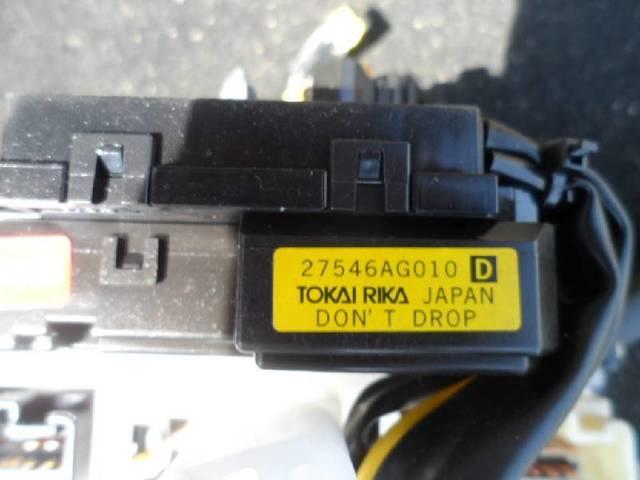 27546AG010 D
TOKAI RIKA JAPAN
DON'T DROP